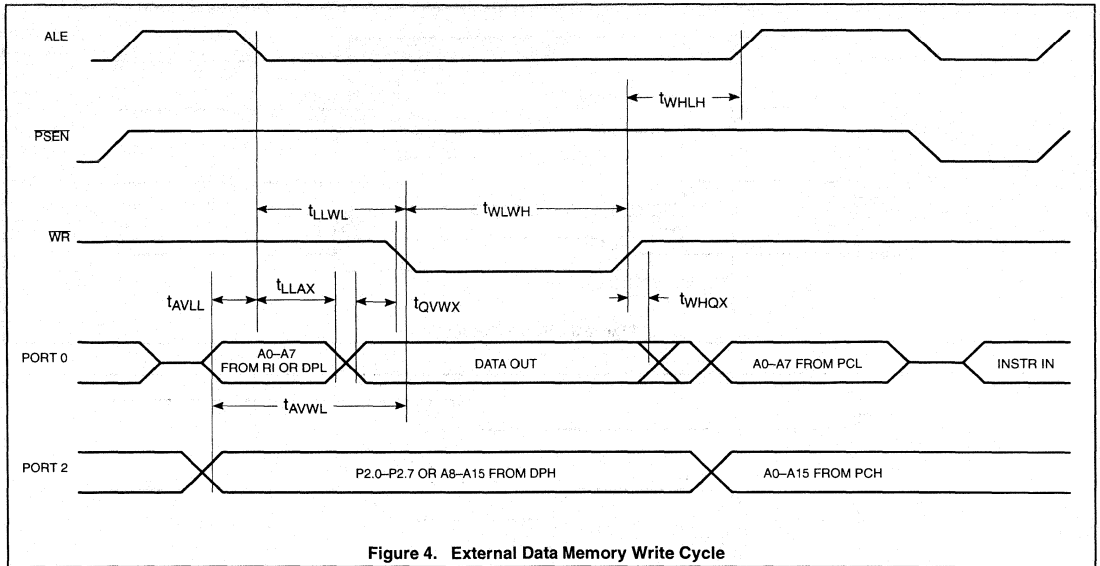 ALE
tWHLH
PSEN
tLLWL
tWLWH
WR
tAVLL
tLLAX
tQVWX
tWHQX
PORT 0
A0–A7
FROM RI OR DPL
DATA OUT
A0–A7 FROM PCL
INSTR IN
tAVWL
PORT 2
P2.0–P2.7 OR A8–A15 FROM DPH
A0–A15 FROM PCH
Figure 4. External Data Memory Write Cycle